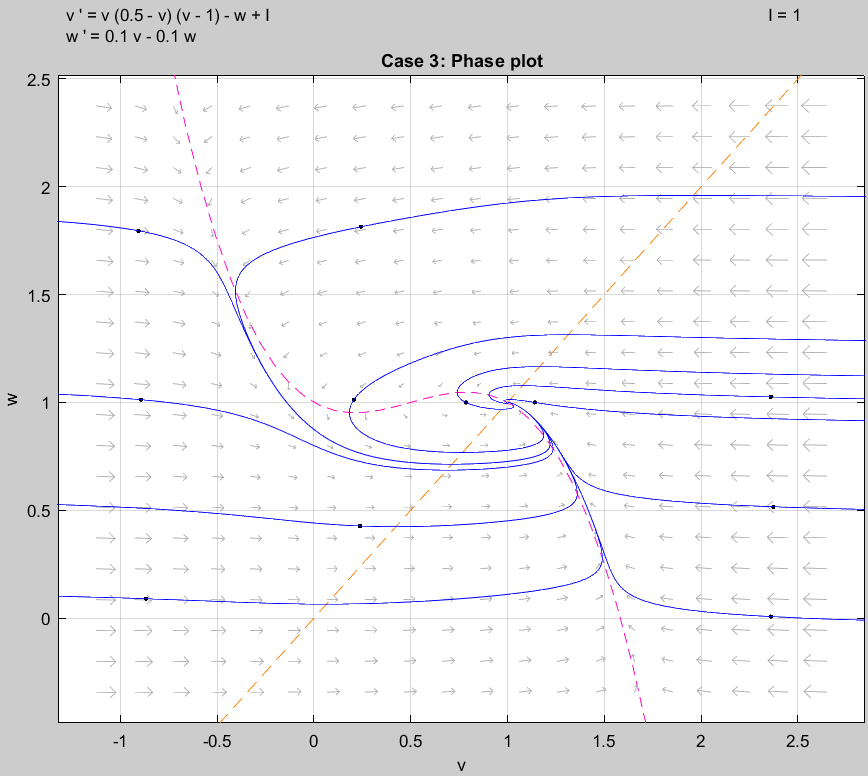 v ' = v (0.5 - v) (v - 1) - w + I
I = 1
w ' = 0.1 v - 0.1 w
Case 3: Phase plot
2.5
2
1.5
1
0.5
0
w
-1 -0.5 0 0.5 1 1.5 2 2.5
v